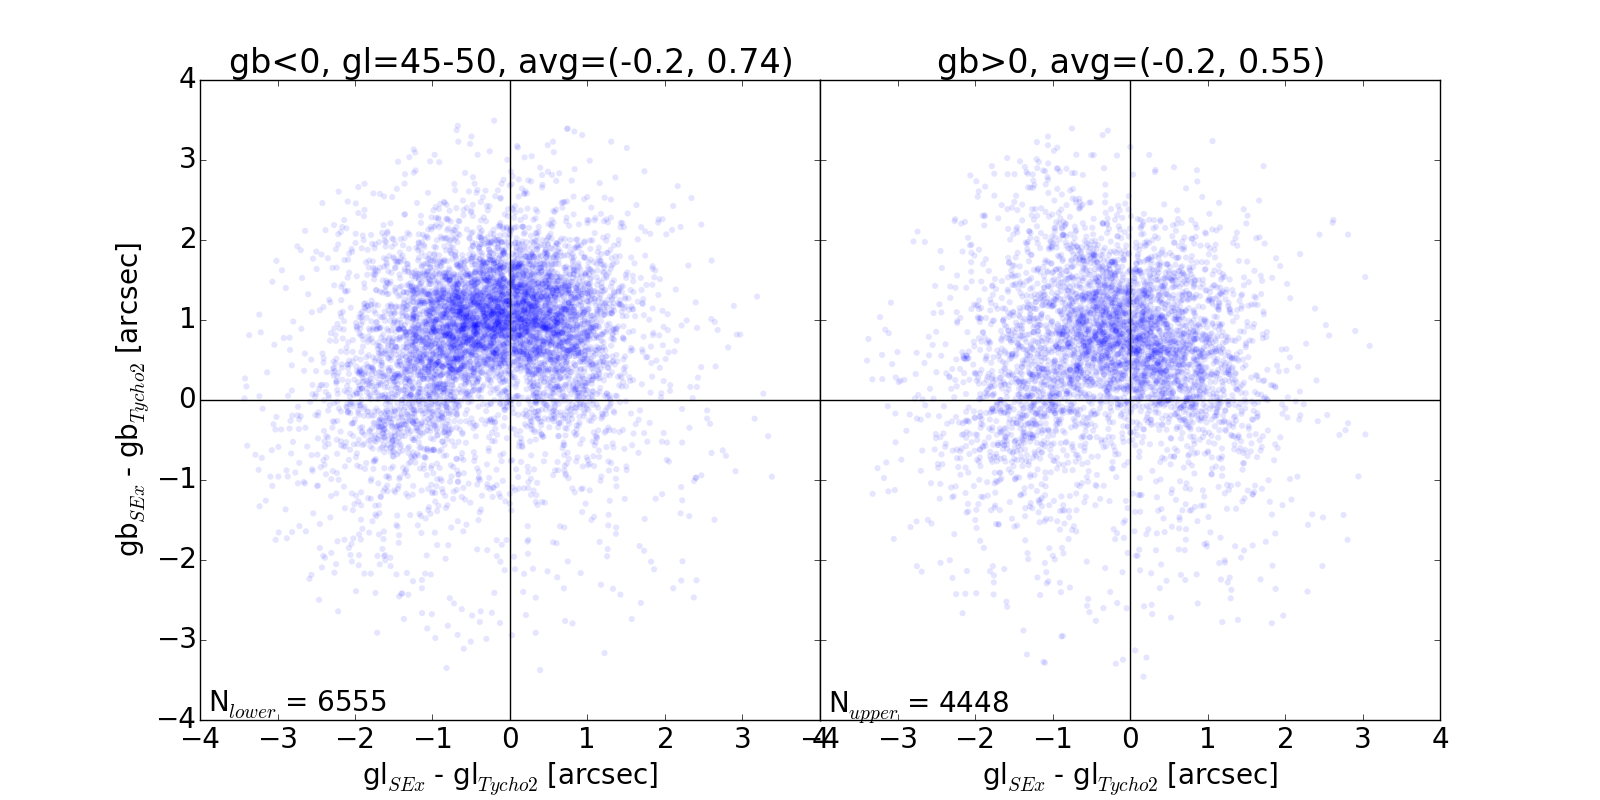 gb<0, gl=45-50, avg=(-0.2, 0.74)
gb>0, avg=(-0.2, 0.55)
4
3
2
1
0
−1
−2
−3
−4
gb_SEx - gb_Tycho2 [arcsec]
N_lower = 6555
N_upper = 4448
−4 −3 −2 −1 0 1 2 3 4
−4 −3 −2 −1 0 1 2 3 4
gl_SEx - gl_Tycho2 [arcsec]
gl_SEx - gl_Tycho2 [arcsec]